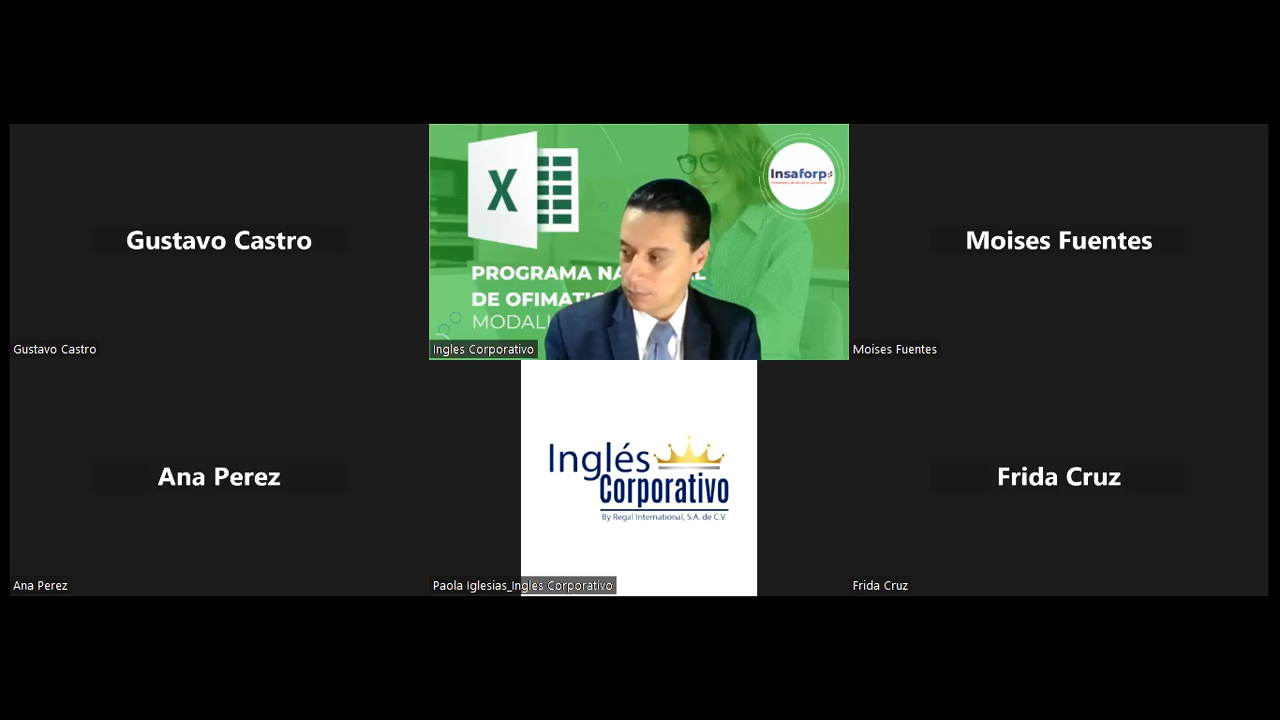 Gustavo Castro
Gustavo Castro
X
Insaforp
PROGRAMA NA
DE OFIMATI
MODALI
Ingles Corporativo
Moises Fuentes
Moises Fuentes
Ana Perez
Ana Perez
Inglés
Corporativo
By Regal International, S.A. de C.V.
Paola Iglesias_Ingles Corporativo
Frida Cruz
Frida Cruz